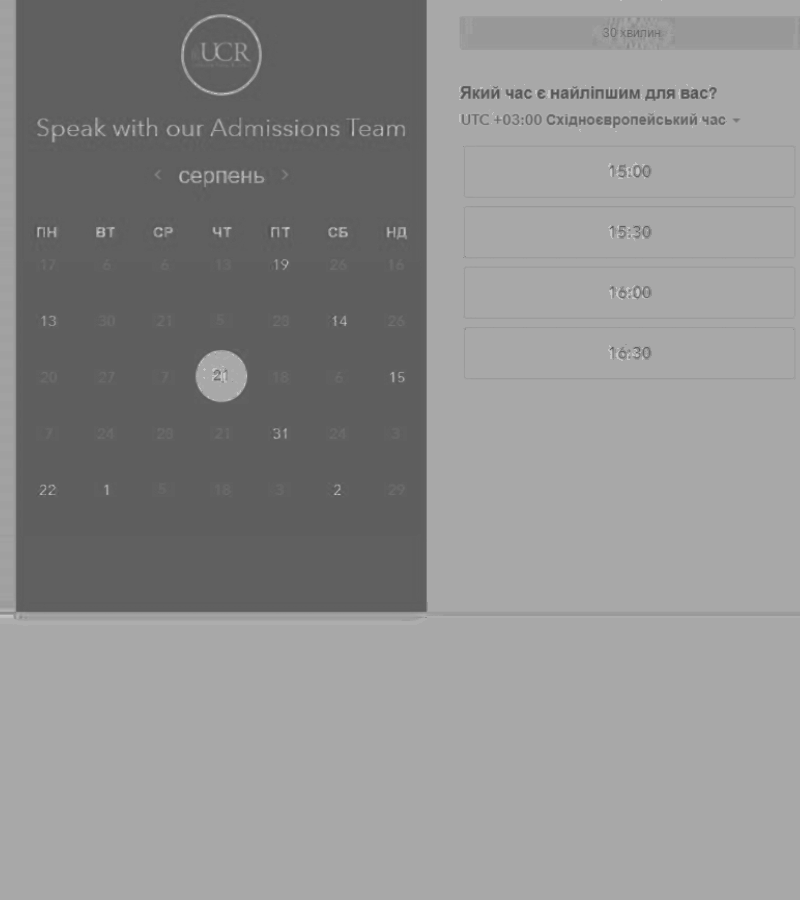 UCR
Speak with our Admissions Team
серпень
ПН ВТ СР ЧТ ПТ СБ НД
17 6 6 13 19 26 16
13 30 21 5 28 14 26
20 27 7 21 18 6 15
7 24 28 21 31 24 3
22 1 5 18 3 2 29
30 хвилин
Який час є найліпшим для вас?
UTC +03:00 Східноєвропейський час
15:00
15:30
16:00
16:30